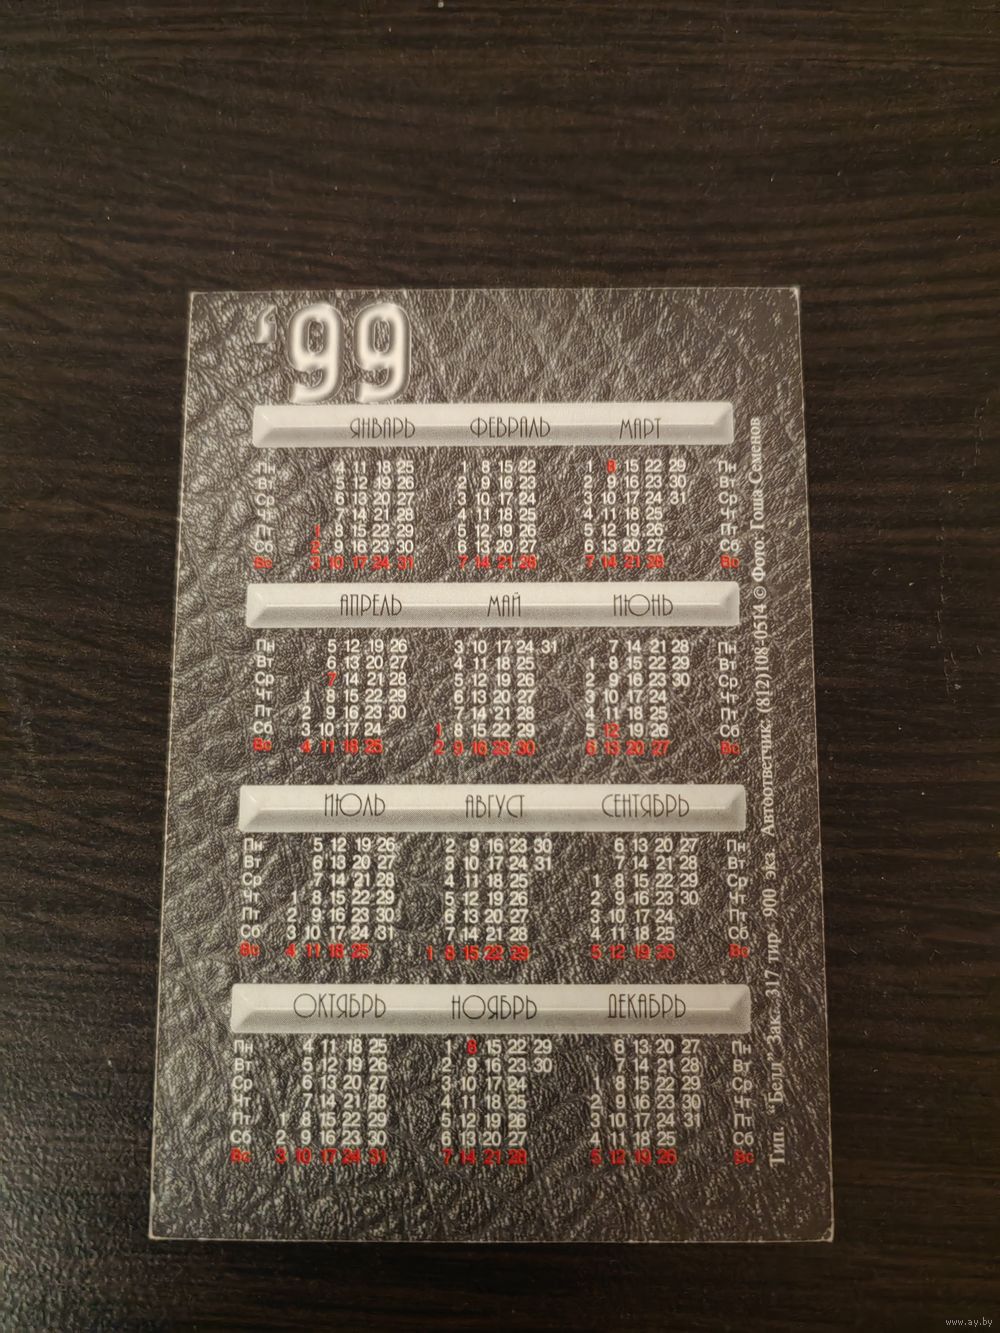 '99
ЯНВАРЬ ФЕВРАЛЬ МАРТ
Пн 4 11 18 25 1 8 15 22 1 8 15 22 29 Пн
Вт 5 12 19 26 2 9 16 23 2 9 16 23 30 Вт
Ср 6 13 20 27 3 10 17 24 3 10 17 24 31 Ср
Чт 7 14 21 28 4 11 18 25 4 11 18 25 Чт
Пт 1 8 15 22 29 5 12 19 26 5 12 19 26 Пт
Сб 2 9 16 23 30 6 13 20 27 6 13 20 27 Сб
Вс 3 10 17 24 31 7 14 21 28 7 14 21 28 Вс
АПРЕЛЬ МАЙ ИЮНЬ
Пн 5 12 19 26 3 10 17 24 31 7 14 21 28 Пн
Вт 6 13 20 27 4 11 18 25 1 8 15 22 29 Вт
Ср 7 14 21 28 5 12 19 26 2 9 16 23 30 Ср
Чт 1 8 15 22 29 6 13 20 27 3 10 17 24 Чт
Пт 2 9 16 23 30 7 14 21 28 4 11 18 25 Пт
Сб 3 10 17 24 1 8 15 22 29 5 12 19 26 Сб
Вс 4 11 18 25 2 9 16 23 30 6 13 20 27 Вс
ИЮЛЬ АВГУСТ СЕНТЯБРЬ
Пн 5 12 19 26 2 9 16 23 30 6 13 20 27 Пн
Вт 6 13 20 27 3 10 17 24 31 7 14 21 28 Вт
Ср 7 14 21 28 4 11 18 25 1 8 15 22 29 Ср
Чт 1 8 15 22 29 5 12 19 26 2 9 16 23 30 Чт
Пт 2 9 16 23 30 6 13 20 27 3 10 17 24 Пт
Сб 3 10 17 24 31 7 14 21 28 4 11 18 25 Сб
Вс 4 11 18 25 1 8 15 22 29 5 12 19 26 Вс
ОКТЯБРЬ НОЯБРЬ ДЕКАБРЬ
Пн 4 11 18 25 1 8 15 22 29 6 13 20 27 Пн
Вт 5 12 19 26 2 9 16 23 30 7 14 21 28 Вт
Ср 6 13 20 27 3 10 17 24 1 8 15 22 29 Ср
Чт 7 14 21 28 4 11 18 25 2 9 16 23 30 Чт
Пт 1 8 15 22 29 5 12 19 26 3 10 17 24 31 Пт
Сб 2 9 16 23 30 6 13 20 27 4 11 18 25 Сб
Вс 3 10 17 24 31 7 14 21 28 5 12 19 26 Вс
Тип. "Белл" Зак. 317 тир. 900 экз. Автоответчик: (812)108-0514 © Фото: Гоша Семенов
www.ay.by